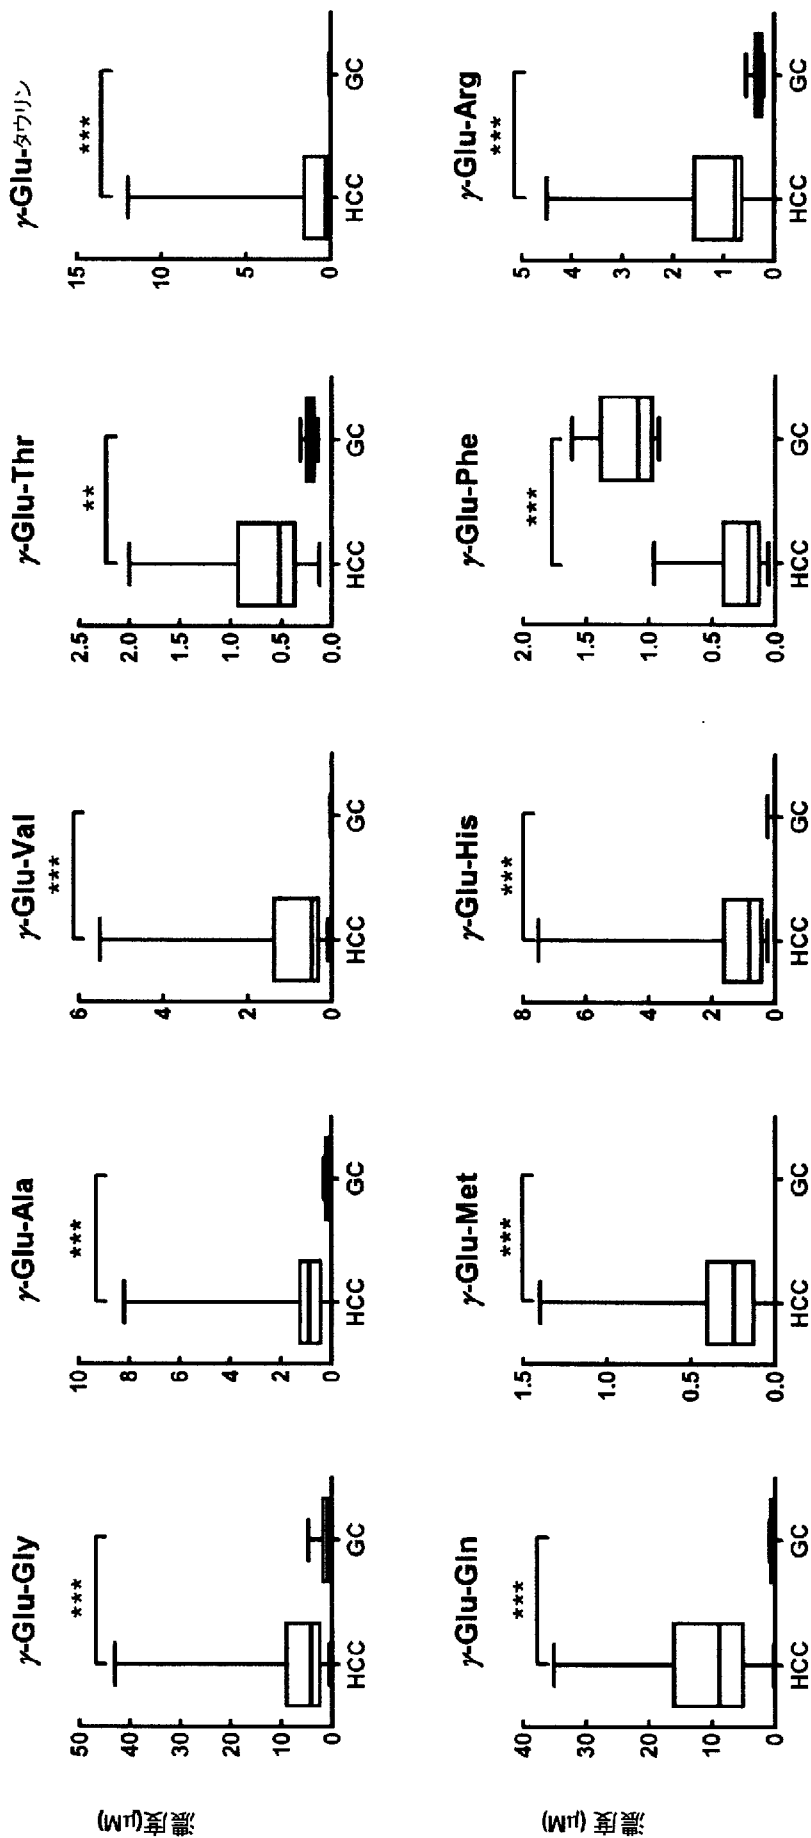 γ-Glu-Gly
濃度(μM)
50
40
30
20
10
0
***
HCC GC
γ-Glu-Ala
10
8
6
4
2
0
***
HCC GC
γ-Glu-Val
6
4
2
0
***
HCC GC
γ-Glu-Thr
2.5
2.0
1.5
1.0
0.5
0.0
**
HCC GC
γ-Glu-タウリン
15
10
5
0
***
HCC GC
γ-Glu-Gln
濃度 (μM)
40
30
20
10
0
***
HCC GC
γ-Glu-Met
1.5
1.0
0.5
0.0
***
HCC GC
γ-Glu-His
8
6
4
2
0
***
HCC GC
γ-Glu-Phe
2.0
1.5
1.0
0.5
0.0
***
HCC GC
γ-Glu-Arg
5
4
3
2
1
0
***
HCC GC